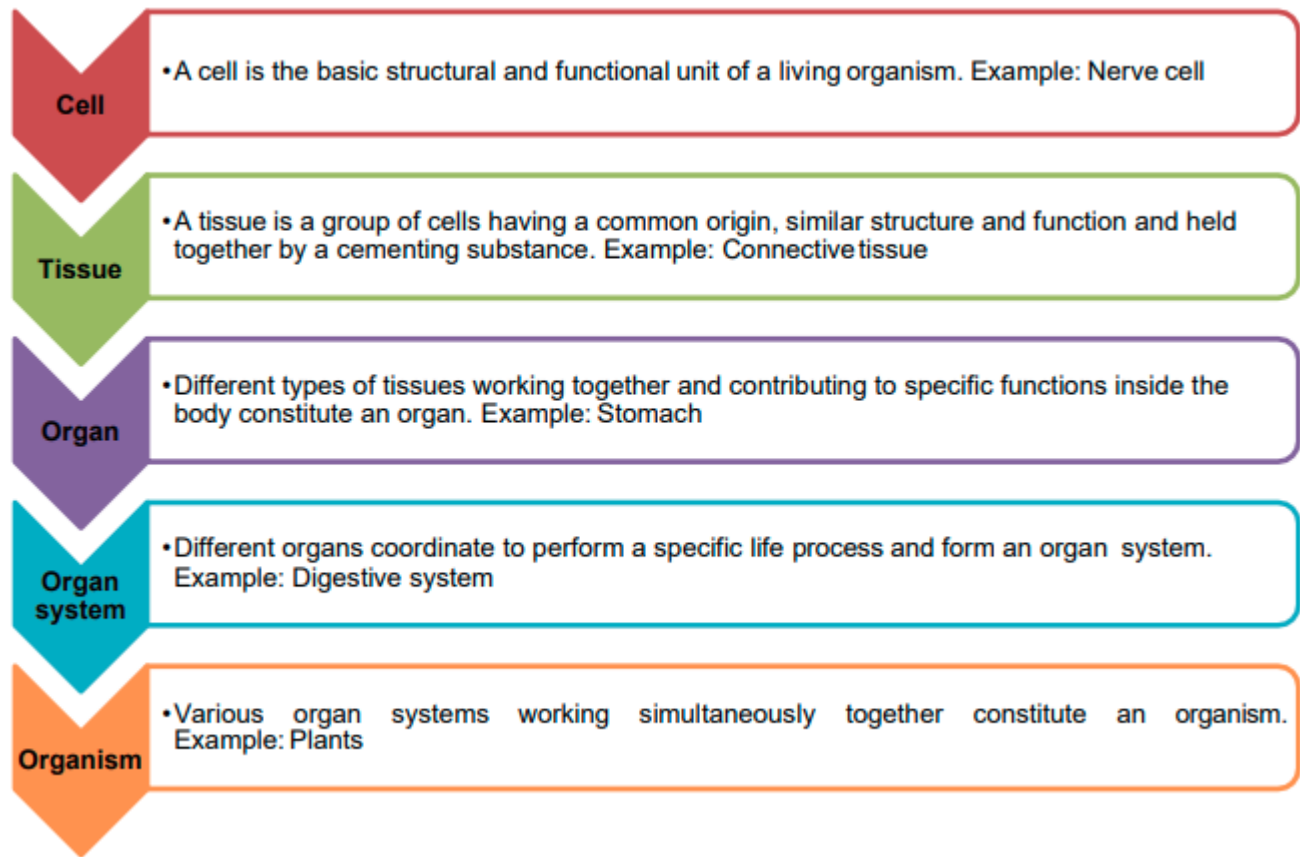 Cell
•A cell is the basic structural and functional unit of a living organism. Example: Nerve cell
Tissue
•A tissue is a group of cells having a common origin, similar structure and function and held
together by a cementing substance. Example: Connective tissue
Organ
•Different types of tissues working together and contributing to specific functions inside the
body constitute an organ. Example: Stomach
Organ
system
•Different organs coordinate to perform a specific life process and form an organ system.
Example: Digestive system
Organism
•Various organ systems working simultaneously together constitute an organism.
Example: Plants